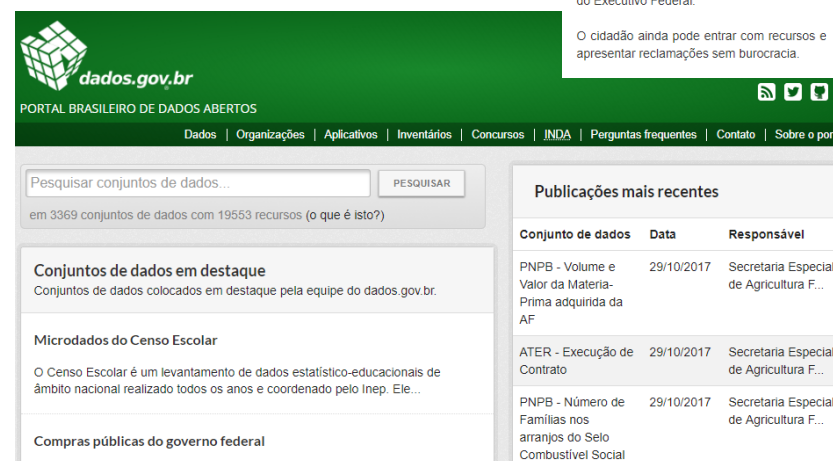 do Executivo Federal.
O cidadão ainda pode entrar com recursos e
apresentar reclamações sem burocracia.
dados.gov.br
PORTAL BRASILEIRO DE DADOS ABERTOS
Dados | Organizações | Aplicativos | Inventários | Concursos | INDA | Perguntas frequentes | Contato | Sobre o por
Pesquisar conjuntos de dados...
PESQUISAR
em 3369 conjuntos de dados com 19553 recursos (o que é isto?)
Conjuntos de dados em destaque
Conjuntos de dados colocados em destaque pela equipe do dados.gov.br.
Microdados do Censo Escolar
O Censo Escolar é um levantamento de dados estatístico-educacionais de
âmbito nacional realizado todos os anos e coordenado pelo Inep. Ele...
Compras públicas do governo federal
Publicações mais recentes
Conjunto de dados Data Responsável
PNPB - Volume e 29/10/2017 Secretaria Especial
Valor da Materia- de Agricultura F...
Prima adquirida da
AF
ATER - Execução de 29/10/2017 Secretaria Especial
Contrato de Agricultura F...
PNPB - Número de 29/10/2017 Secretaria Especial
Famílias nos de Agricultura F...
arranjos do Selo
Combustível Social